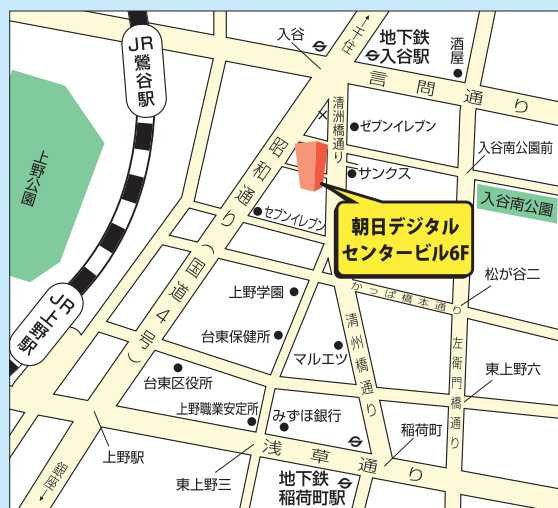 千住
入谷
地下鉄
入谷駅
酒屋
JR鶯谷駅
言問通り
清洲橋通り
ゼブンイレブン
昭和通り(国道4号)
入谷南公園前
サンクス
上野公園
入谷南公園
セブンイレブン
朝日デジタル
センタービル6F
松が谷二
かっぱ橋本通り
上野学園
JR上野駅
清州橋通り
台東保健所
マルエツ
左衛門橋通り
東上野六
台東区役所
上野職業安定所
みずほ銀行
稲荷町
浅草通り
上野駅
銀座
東上野三
地下鉄
稲荷町駅